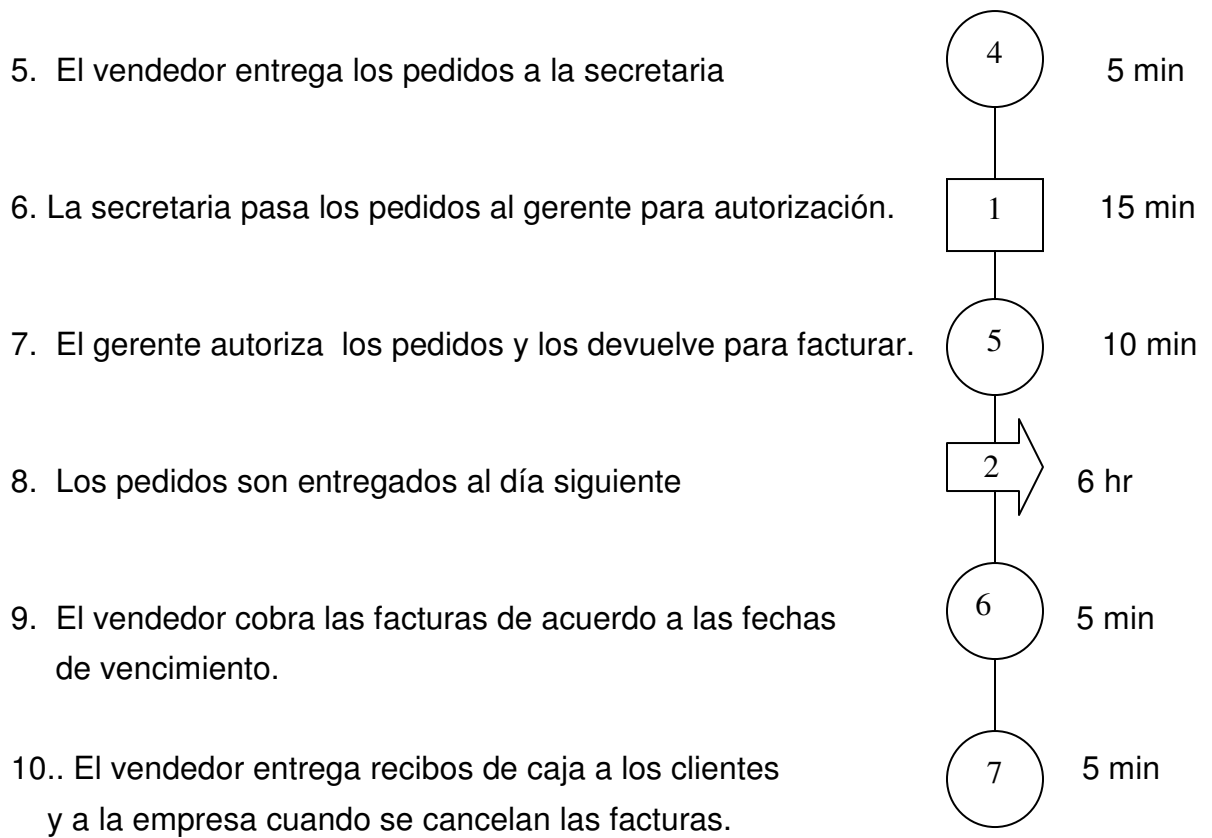 5. El vendedor entrega los pedidos a la secretaria 4 5 min
6. La secretaria pasa los pedidos al gerente para autorización. 1 15 min
7. El gerente autoriza los pedidos y los devuelve para facturar. 5 10 min
8. Los pedidos son entregados al día siguiente 2 6 hr
9. El vendedor cobra las facturas de acuerdo a las fechas 6 5 min
de vencimiento.
10.. El vendedor entrega recibos de caja a los clientes 7 5 min
y a la empresa cuando se cancelan las facturas.